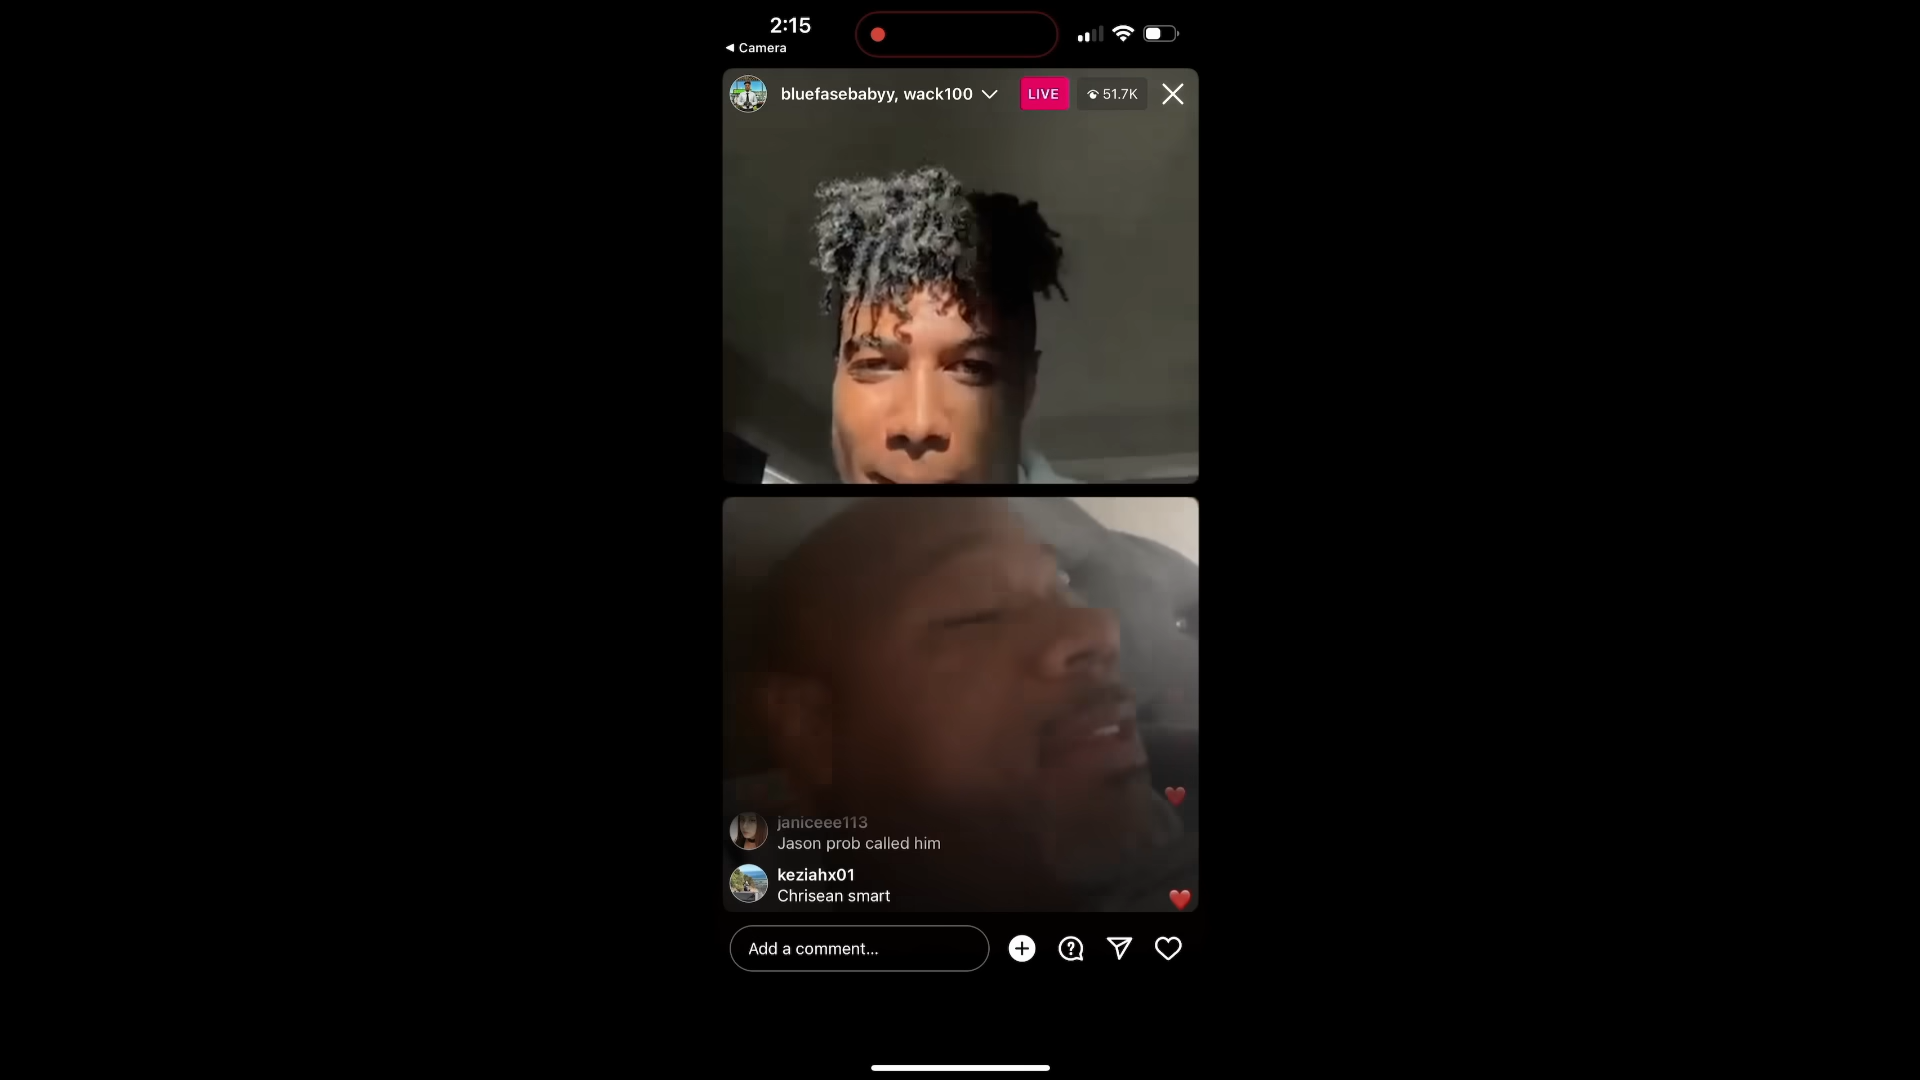 2:15
◀ Camera
bluefasebabyy, wack100
LIVE
51.7K
janiceee113
Jason prob called him
keziahx01
Chrisean smart
Add a comment...